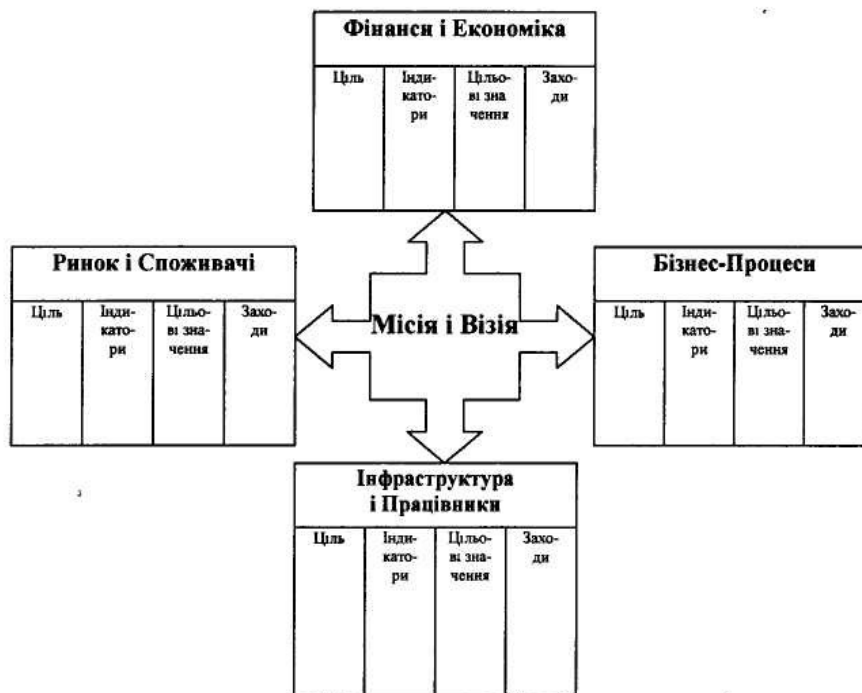 Фінанси і Економіка
Ціль
Інди-
като-
ри
Цільо-
ві зна
чення
Захо-
ди
Ринок і Споживачі
Ціль
Інди-
като-
ри
Цільо-
ві зна-
чення
Захо-
ди
Місія і Візія
Бізнес-Процеси
Ціль
Інди-
като-
ри
Цільо-
ві зна-
чення
Захо-
ди
Інфраструктура
і Працівники
Ціль
Інди-
като-
ри
Цільо-
ві зна-
чення
Захо-
ди